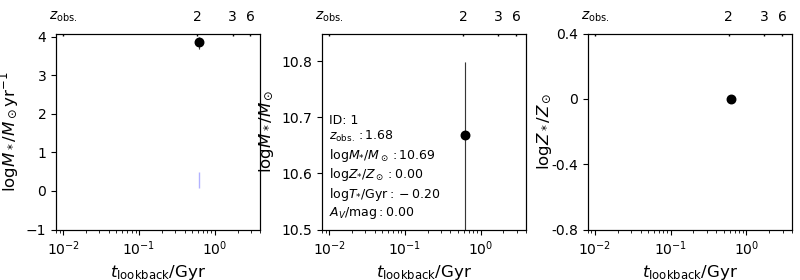 z_obs. 2 3 6
z_obs. 2 3 6
z_obs. 2 3 6
logM_*/M_⊙yr^−1
4
3
2
1
0
−1
10^−2 10^−1 10^0
t_lookback/Gyr
logM_*/M_⊙
10.8
10.7
10.6
10.5
ID: 1
z_obs. : 1.68
logM_*/M_⊙ : 10.69
logZ_*/Z_⊙ : 0.00
logT_*/Gyr : −0.20
A_V/mag : 0.00
10^−2 10^−1 10^0
t_lookback/Gyr
logZ_*/Z_⊙
0.4
0
-0.4
-0.8
10^−2 10^−1 10^0
t_lookback/Gyr